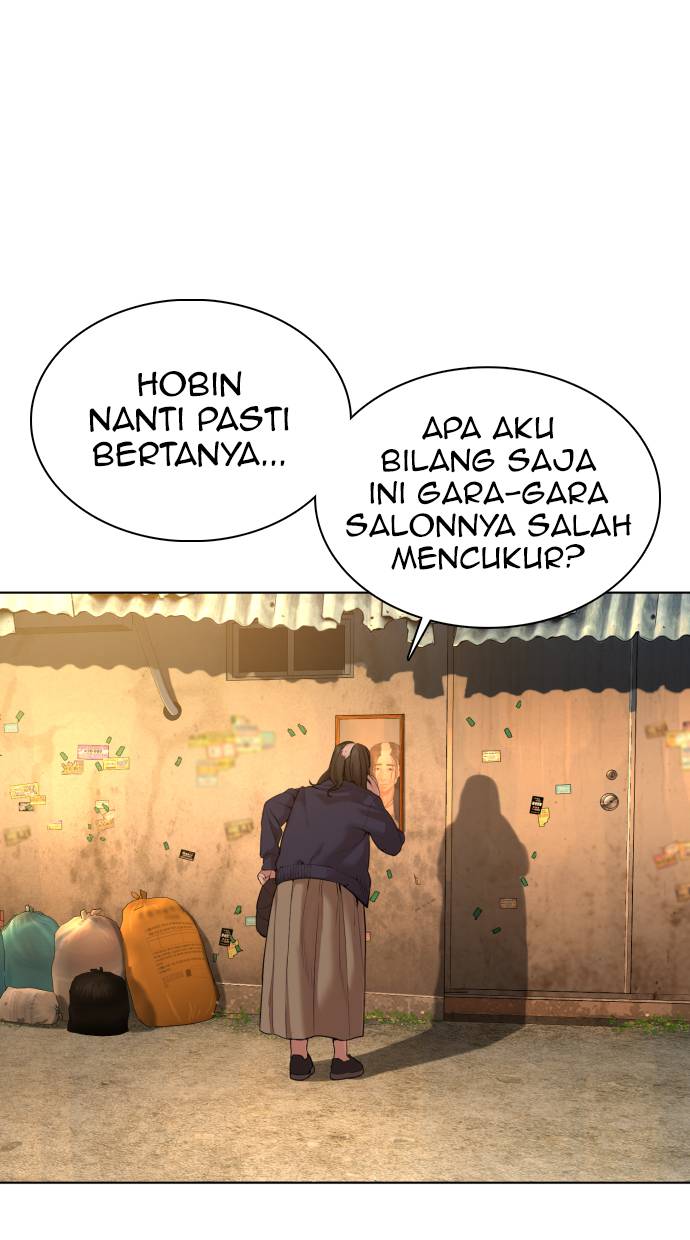 HOBIN
NANTI PASTI
BERTANYA...
APA AKU
BILANG SAJA
INI GARA-GARA
SALONNYA SALAH
MENCUKUR?